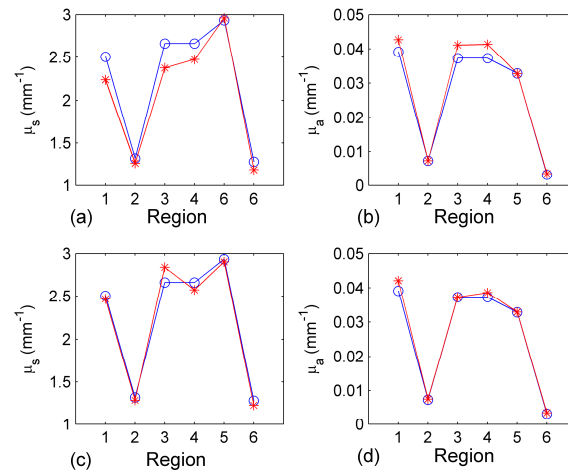 3
2.5
2
1.5
1
μs (mm-1)
1 2 3 4 6 6
(a) Region
0.05
0.04
0.03
0.02
0.01
0
μa (mm-1)
1 2 3 4 5 6
(b) Region
3
2.5
2
1.5
1
μs (mm-1)
1 2 3 4 5 6
(c) Region
0.05
0.04
0.03
0.02
0.01
0
μa (mm-1)
1 2 3 4 5 6
(d) Region